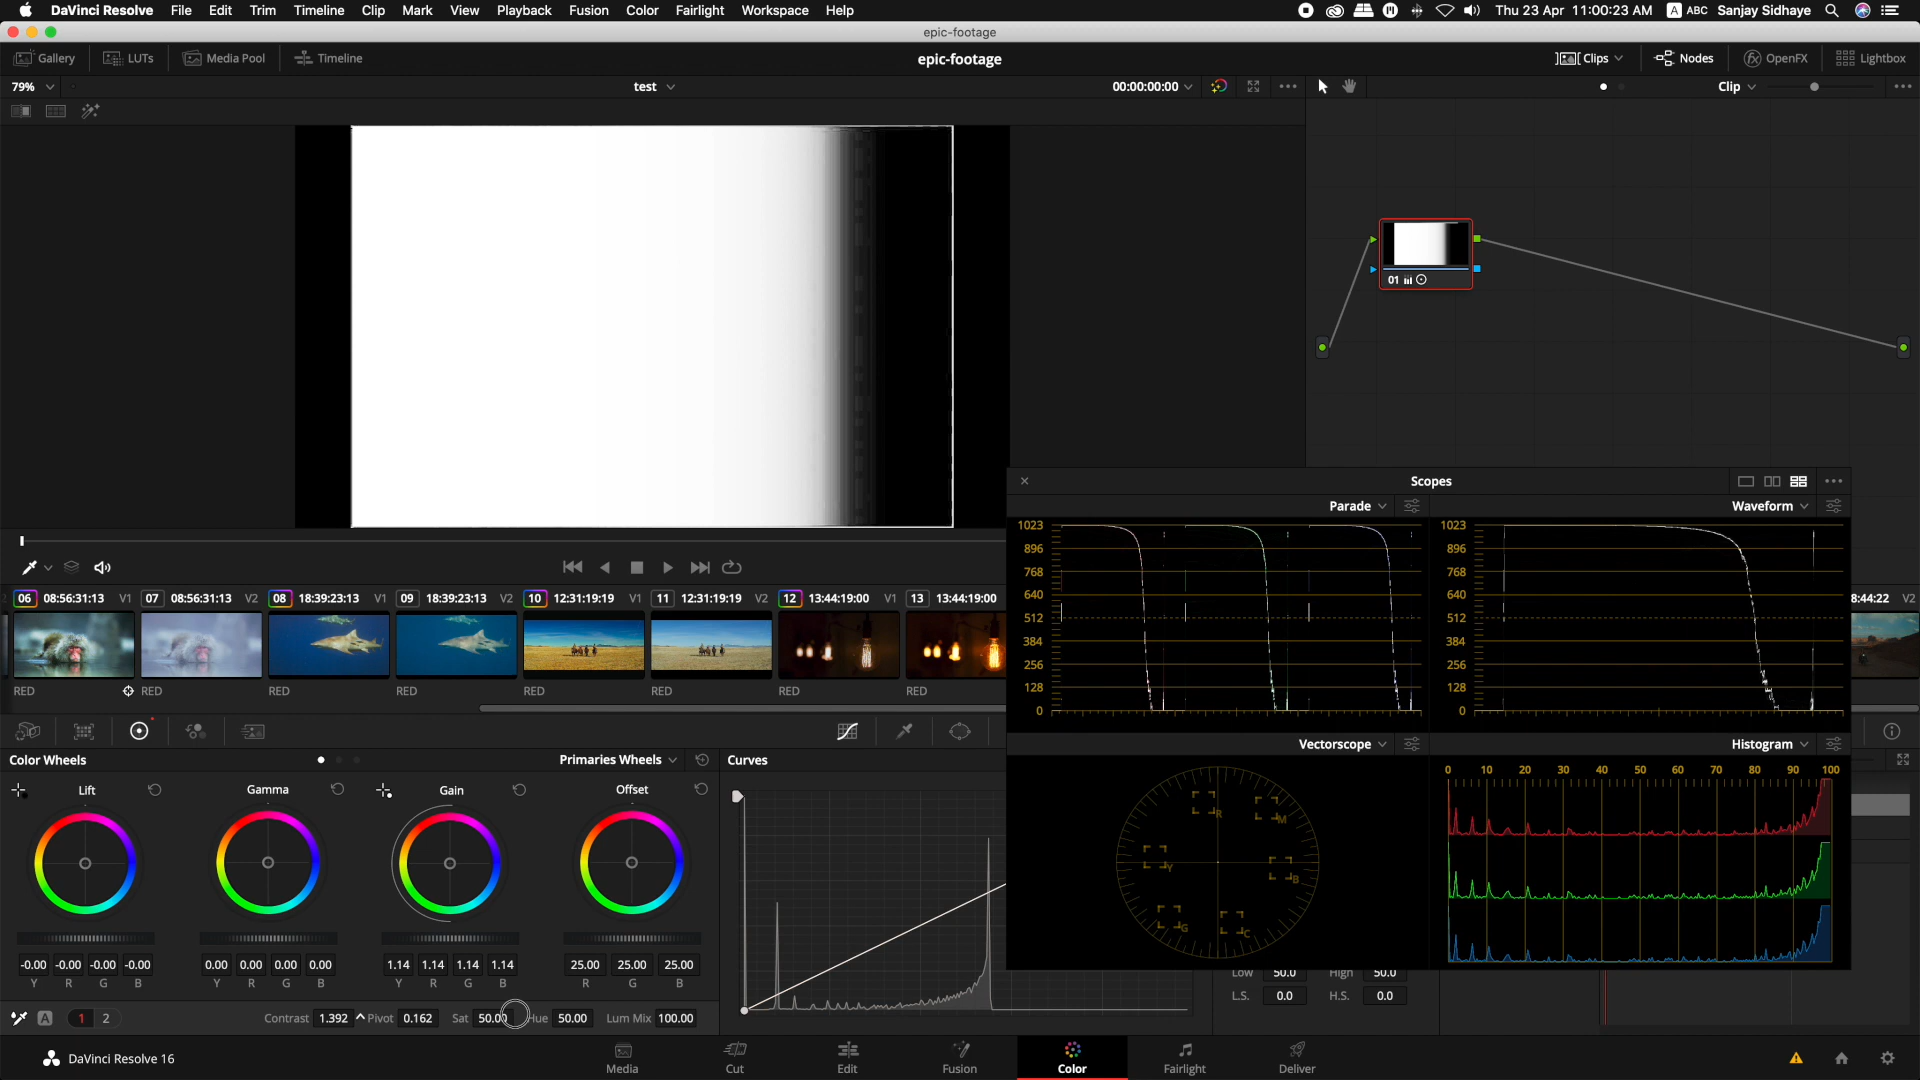 DaVinci Resolve File Edit Trim Timeline Clip Mark View Playback Fusion Color Fairlight Workspace Help Thu 23 Apr 11:00:23 AM A ABC Sanjay Sidhaye
epic-footage
Gallery LUTs Media Pool Timeline epic-footage Clips Nodes OpenFX Lightbox
79% test 00:00:00:00 Clip
01
Scopes
Parade Waveform
1023 1023
896 896
768 768
640 640
512 512
384 384
256 256
128 128
0 0
06 08:56:31:13 V1 07 08:56:31:13 V2 08 18:39:23:13 V1 09 18:39:23:13 V2 10 12:31:19:19 V1 11 12:31:19:19 V2 12 13:44:19:00 V1 13 13:44:19:00 8:44:22 V2
RED RED RED RED RED RED RED RED
Vectorscope Histogram
0 10 20 30 40 50 60 70 80 90 100
R M Y B G C
Color Wheels Primaries Wheels Curves
Lift Gamma Gain Offset
-0.00 -0.00 -0.00 -0.00 0.00 0.00 0.00 0.00 1.14 1.14 1.14 1.14 25.00 25.00 25.00
Y R G B Y R G B Y R G B R G B
Low 50.0 High 50.0
L.S. 0.0 H.S. 0.0
A 1 2 Contrast 1.392 Pivot 0.162 Sat 50.00 Hue 50.00 Lum Mix 100.00
DaVinci Resolve 16 Media Cut Edit Fusion Color Fairlight Deliver